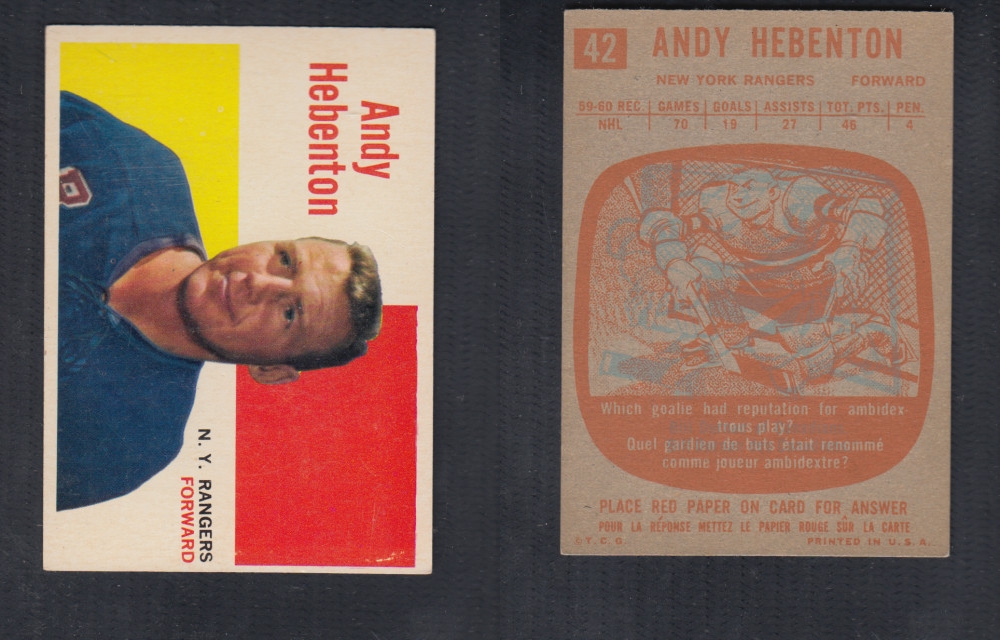 Andy
Hebenton
N. Y. RANGERS
FORWARD
42 ANDY HEBENTON
NEW YORK RANGERS FORWARD
59-60 REC. GAMES GOALS ASSISTS TOT. PTS. PEN.
NHL 70 19 27 46 4
Which goalie had reputation for ambidex-
trous play?
Quel gardien de buts était renommé
comme joueur ambidextre?
PLACE RED PAPER ON CARD FOR ANSWER
POUR LA RÉPONSE METTEZ LE PAPIER ROUGE SÛR LA CARTE
© T. C. G. PRINTED IN U. S. A.